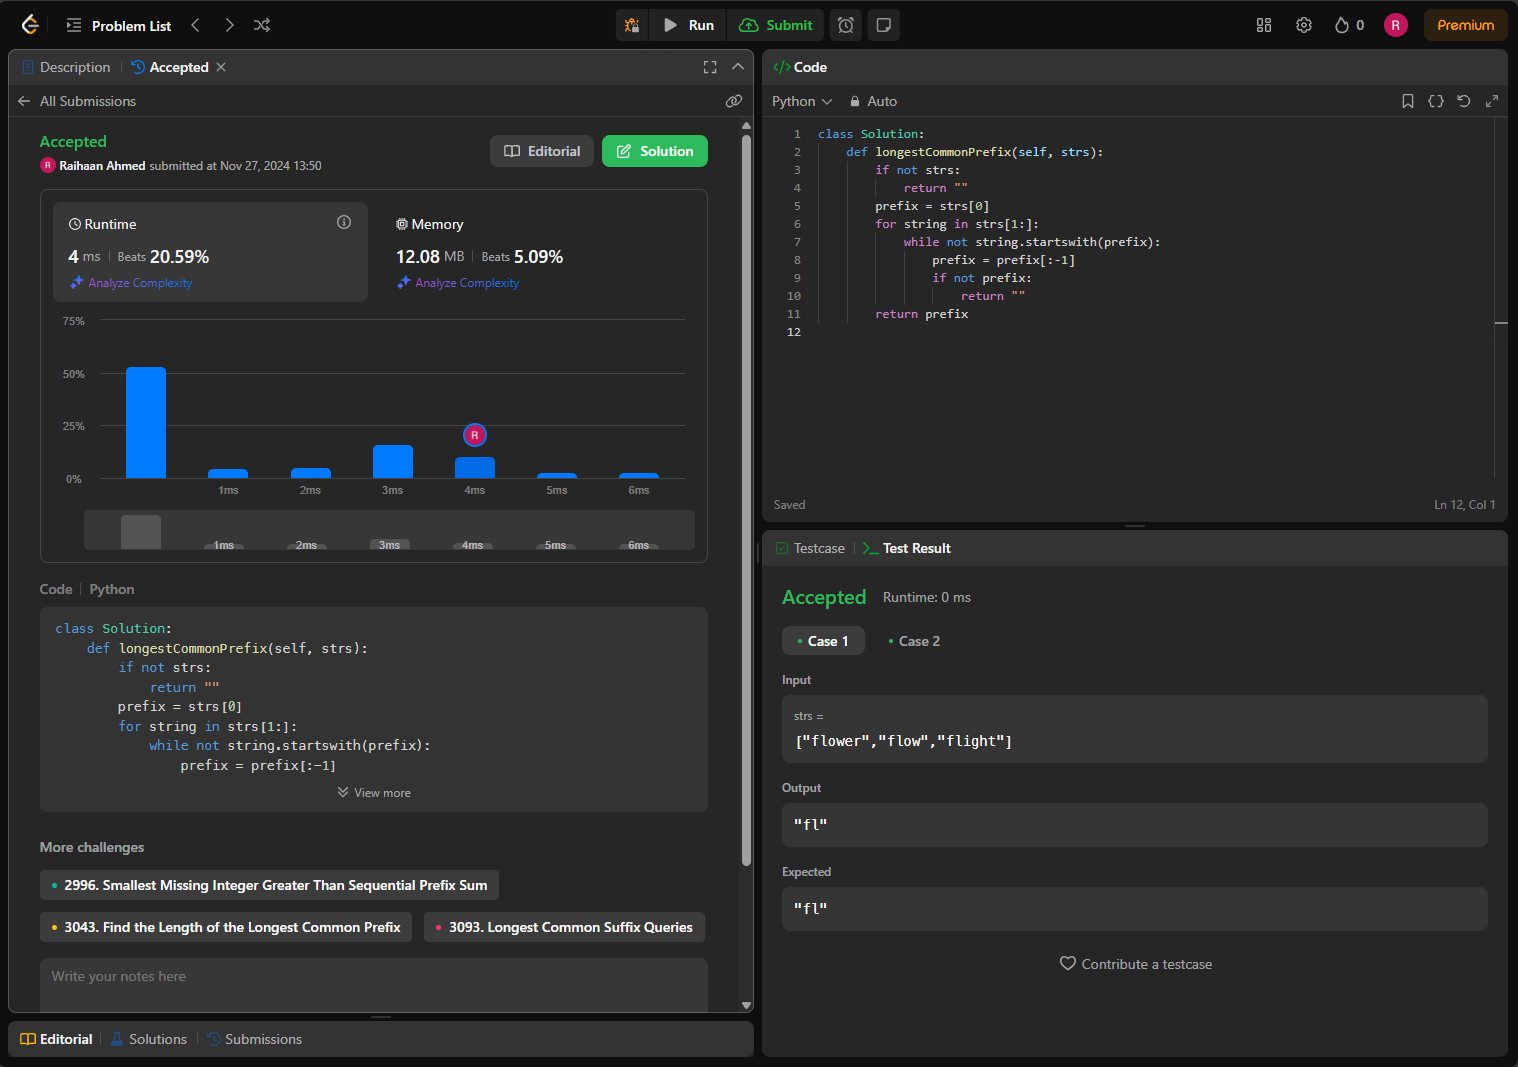 Problem List
Run
Submit
0
R
Premium
Description
Accepted
All Submissions
Accepted
Editorial
Solution
R Raihaan Ahmed submitted at Nov 27, 2024 13:50
Runtime
4 ms | Beats 20.59%
Analyze Complexity
Memory
12.08 MB | Beats 5.09%
Analyze Complexity
75%
50%
25%
0%
R
1ms 2ms 3ms 4ms 5ms 6ms
1ms 2ms 3ms 4ms 5ms 6ms
Code | Python
class Solution:
    def longestCommonPrefix(self, strs):
        if not strs:
            return ""
        prefix = strs[0]
        for string in strs[1:]:
            while not string.startswith(prefix):
                prefix = prefix[:-1]
View more
More challenges
2996. Smallest Missing Integer Greater Than Sequential Prefix Sum
3043. Find the Length of the Longest Common Prefix
3093. Longest Common Suffix Queries
Write your notes here
Editorial
Solutions
Submissions
</> Code
Python
Auto
1 class Solution:
2     def longestCommonPrefix(self, strs):
3         if not strs:
4             return ""
5         prefix = strs[0]
6         for string in strs[1:]:
7             while not string.startswith(prefix):
8                 prefix = prefix[:-1]
9                 if not prefix:
10                     return ""
11         return prefix
12
Saved
Ln 12, Col 1
Testcase
Test Result
Accepted
Runtime: 0 ms
Case 1
Case 2
Input
strs =
["flower","flow","flight"]
Output
"fl"
Expected
"fl"
Contribute a testcase